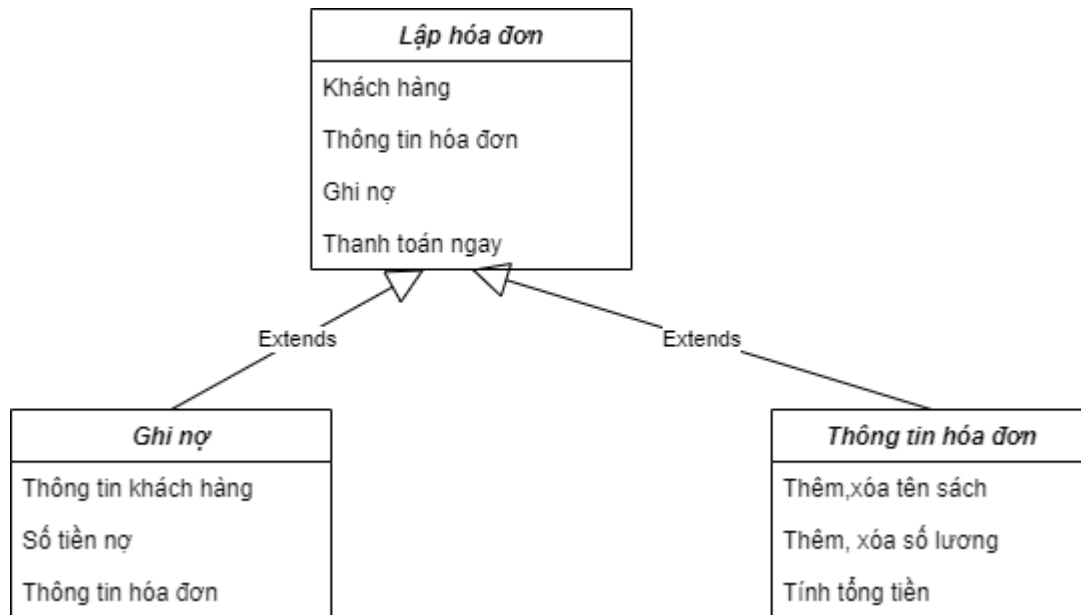 Lập hóa đơn
Khách hàng
Thông tin hóa đơn
Ghi nợ
Thanh toán ngay
Extends
Extends
Ghi nợ
Thông tin khách hàng
Số tiền nợ
Thông tin hóa đơn
Thông tin hóa đơn
Thêm,xóa tên sách
Thêm, xóa số lương
Tính tổng tiền